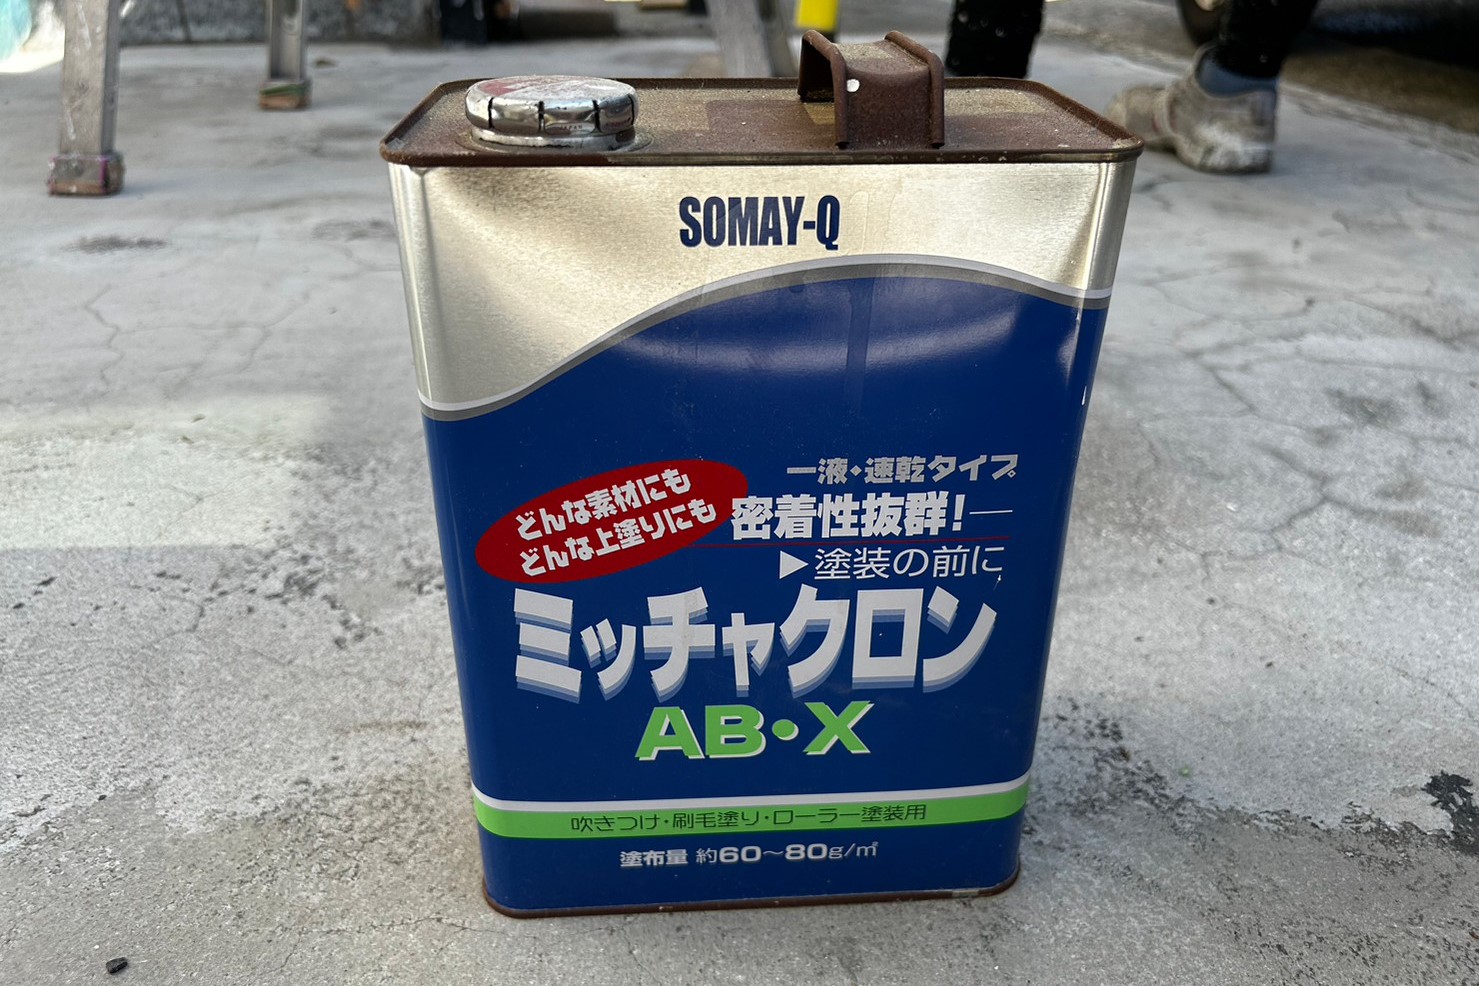 SOMAY-Q
一液・速乾タイプ
どんな素材にも
どんな上塗りにも
密着性抜群!
▶塗装の前に
ミッチャクロン
AB・X
吹きつけ・刷毛塗り・ローラー塗装用
塗布量 約60～80g/㎡